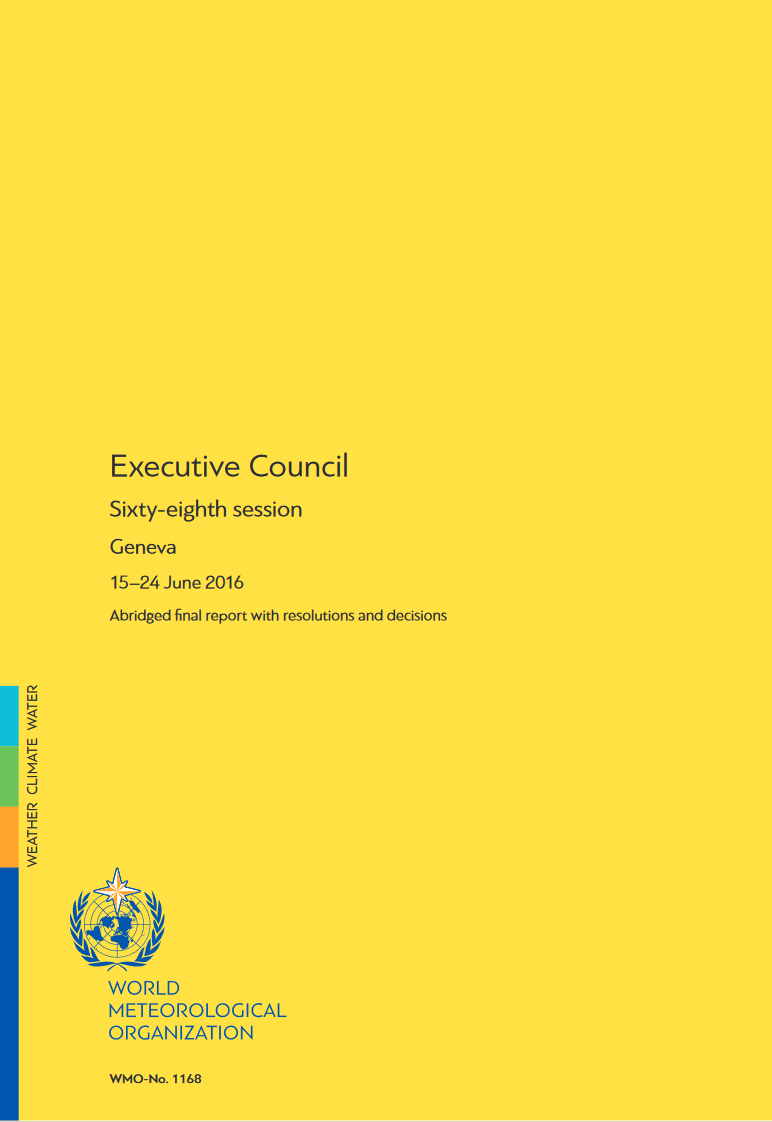 Executive Council
Sixty-eighth session
Geneva
15–24 June 2016
Abridged final report with resolutions and decisions
WEATHER CLIMATE WATER
WORLD
METEOROLOGICAL
ORGANIZATION
WMO-No. 1168